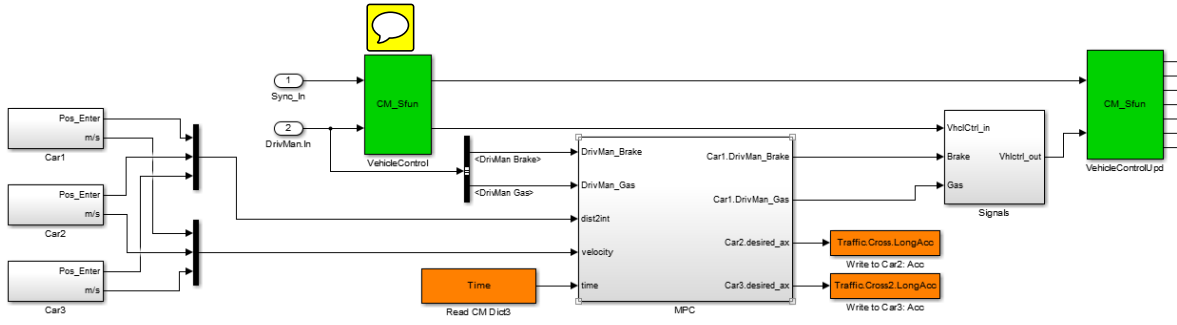 1
Sync_In
2
DrivMan.In
CM_Sfun
VehicleControl
<DrivMan Brake>
<DrivMan Gas>
Pos_Enter
m/s
Car1
Pos_Enter
m/s
Car2
Pos_Enter
m/s
Car3
Time
Read CM Dict3
DrivMan_Brake
DrivMan_Gas
dist2int
velocity
time
Car1.DrivMan_Brake
Car1.DrivMan_Gas
Car2.desired_ax
Car3.desired_ax
MPC
VhclCtrl_in
Brake
Gas
Vhlctrl_out
Signals
CM_Sfun
VehicleControlUpd
Traffic.Cross.LongAcc
Write to Car2: Acc
Traffic.Cross2.LongAcc
Write to Car3: Acc